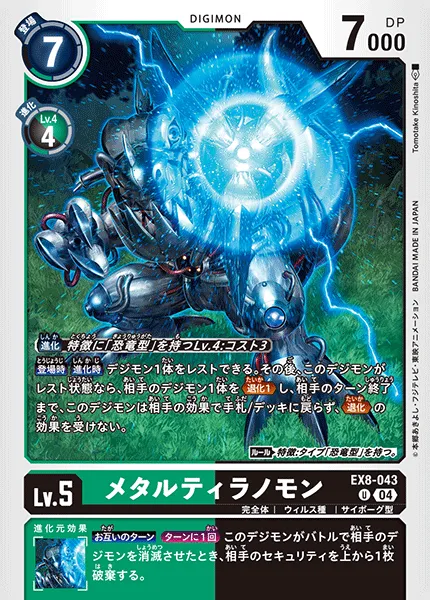 登場
7
DIGIMON
7000
DP
進化
Lv.4
4
Tomotake Kinoshita
BANDAI MADE IN JAPAN
©本郷あきよし・フジテレビ・東映アニメーション
進化 特徴に「恐竜型」を持つLv.4:コスト3
登場時 進化時 デジモン1体をレストできる。その後、このデジモンが
レスト状態なら、相手のデジモン1体を 退化1 し、相手のターン終了
まで、このデジモンは相手の効果で手札/デッキに戻らず、 退化 の
効果を受けない。
ルール 特徴:タイプ「恐竜型」を持つ。
Lv.5
メタルティラノモン
EX8-043
U 04
完全体 ウィルス種 サイボーグ型
進化元効果
お互いのターン ターンに1回 このデジモンがバトルで相手のデ
ジモンを消滅させたとき、相手のセキュリティを上から1枚
破棄する。